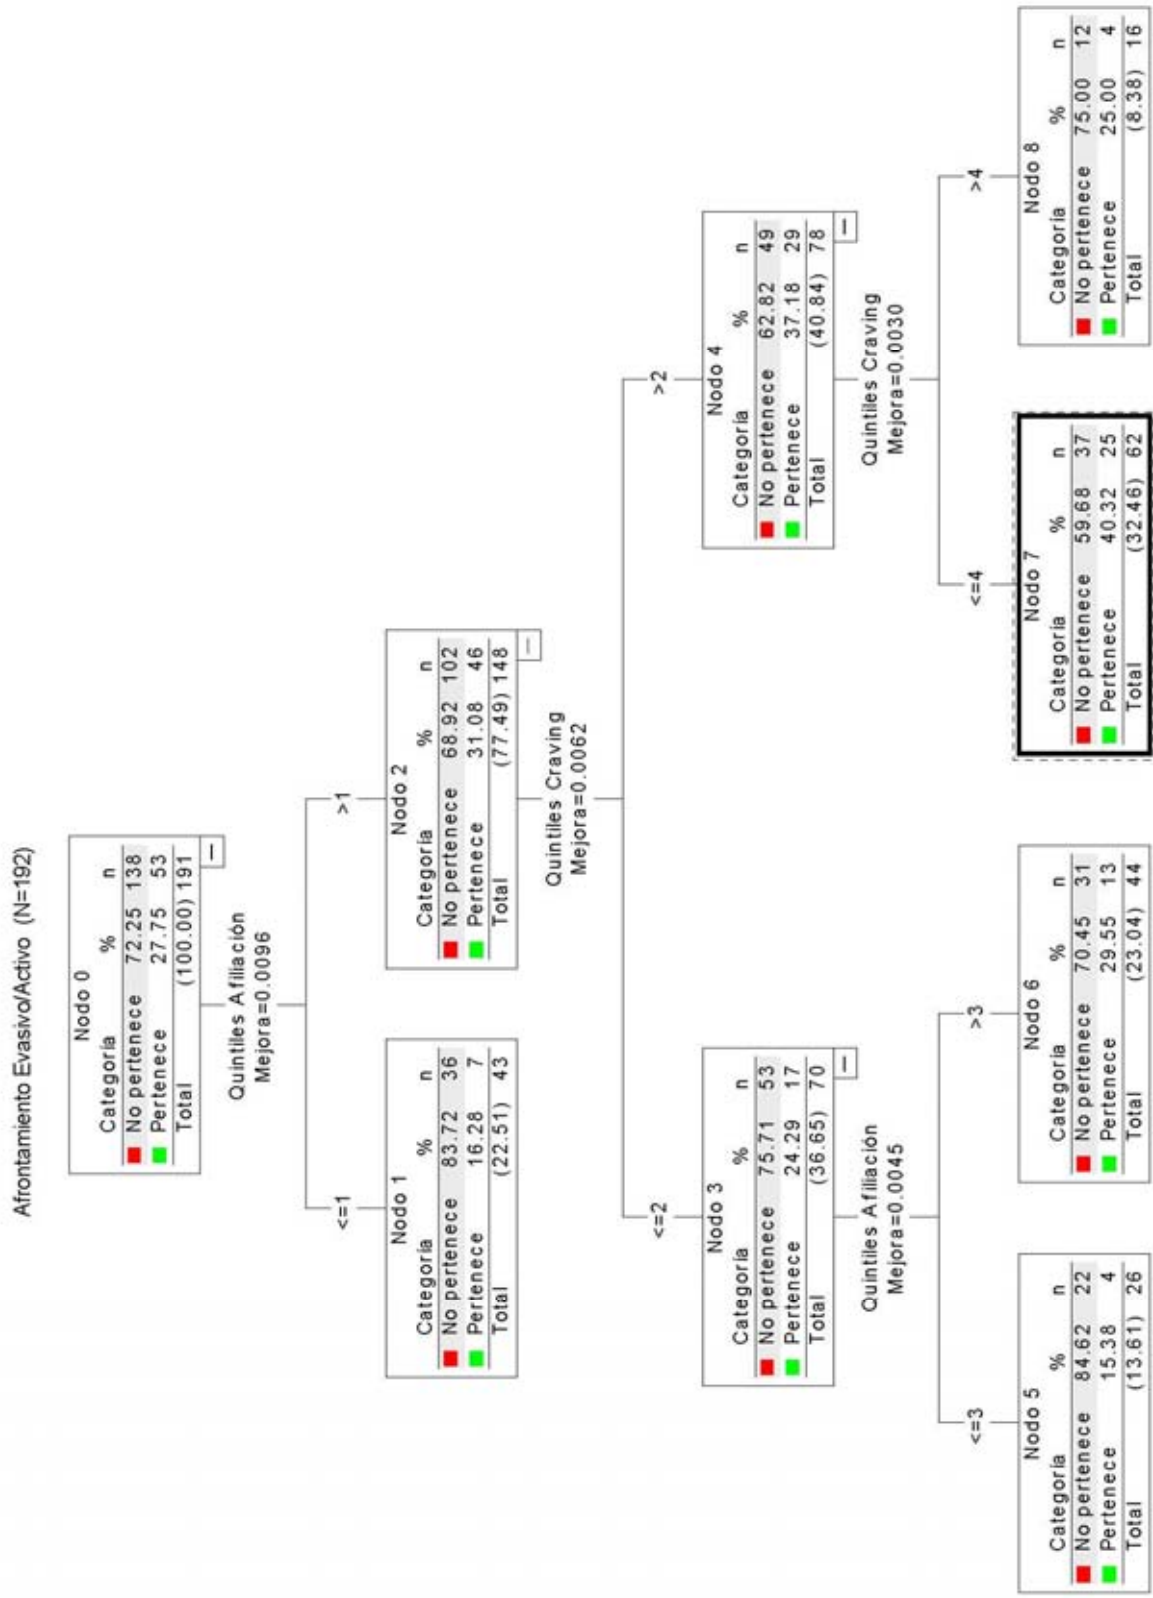 Afrontamiento Evasivo/Activo (N=192)
Nodo 0
Categoría % n
No pertenece 72.25 138
Pertenece 27.75 53
Total (100.00) 191
Quintiles Afiliación
Mejora=0.0096
<=1
>1
Nodo 1
Categoría % n
No pertenece 83.72 36
Pertenece 16.28 7
Total (22.51) 43
Nodo 2
Categoría % n
No pertenece 68.92 102
Pertenece 31.08 46
Total (77.49) 148
Quintiles Craving
Mejora=0.0062
<=2
>2
Nodo 3
Categoría % n
No pertenece 75.71 53
Pertenece 24.29 17
Total (36.65) 70
Quintiles Afiliación
Mejora=0.0045
Nodo 4
Categoría % n
No pertenece 62.82 49
Pertenece 37.18 29
Total (40.84) 78
Quintiles Craving
Mejora=0.0030
<=3
>3
<=4
>4
Nodo 5
Categoría % n
No pertenece 84.62 22
Pertenece 15.38 4
Total (13.61) 26
Nodo 6
Categoría % n
No pertenece 70.45 31
Pertenece 29.55 13
Total (23.04) 44
Nodo 7
Categoría % n
No pertenece 59.68 37
Pertenece 40.32 25
Total (32.46) 62
Nodo 8
Categoría % n
No pertenece 75.00 12
Pertenece 25.00 4
Total (8.38) 16